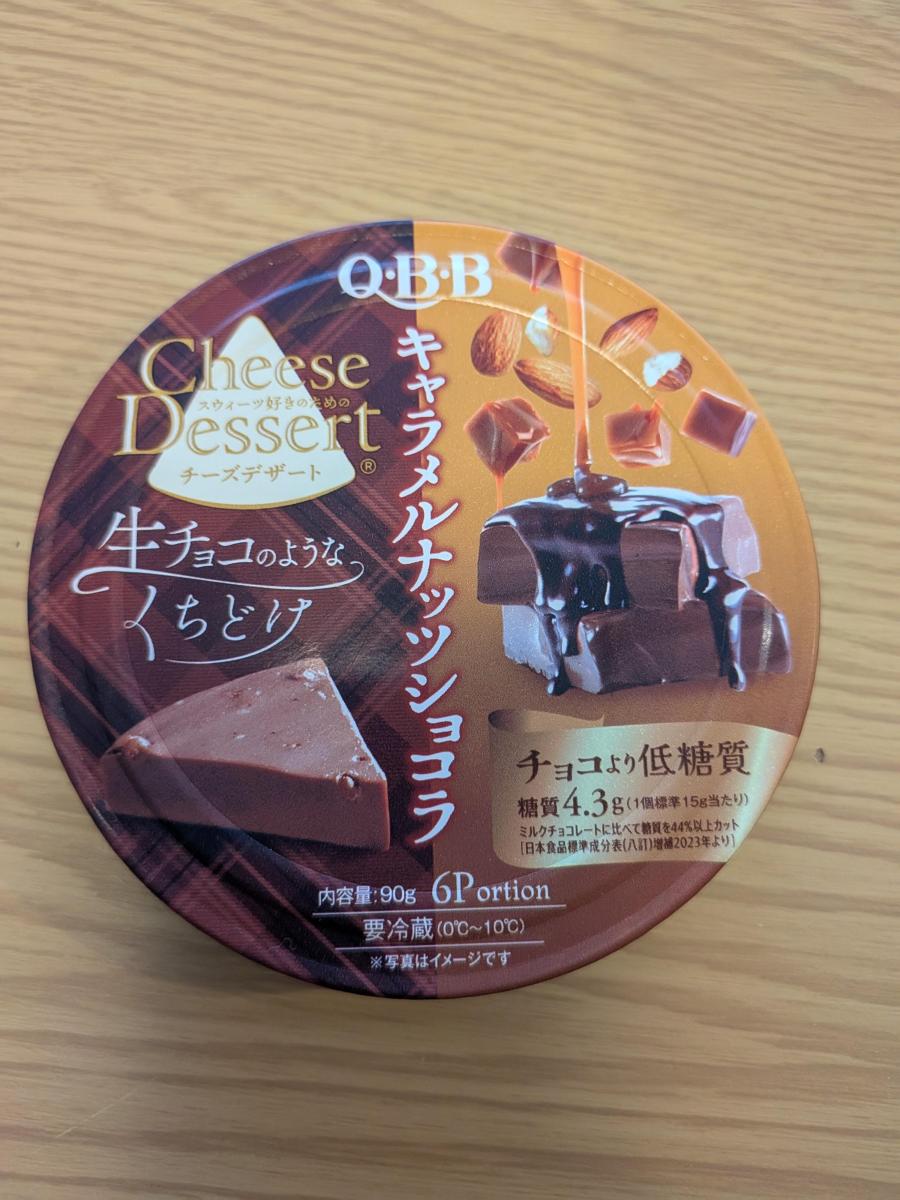 Q・B・B
Cheese
スウィーツ好きのための
Dessert
チーズデザート®
生チョコのような
くちどけ
キャラメルナッツショコラ
チョコより低糖質
糖質4.3g(1個標準15g当たり)
ミルクチョコレートに比べて糖質を44%以上カット
[日本食品標準成分表(八訂)増補2023年より]
内容量:90g 6Portion
要冷蔵(0℃~10℃)
※写真はイメージです